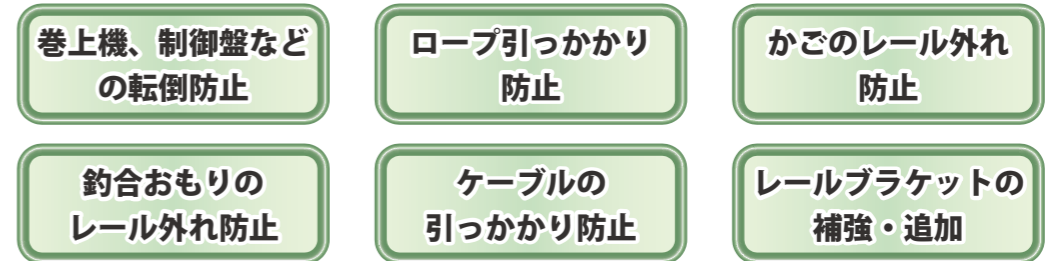 巻上機、制御盤など
の転倒防止
ロープ引っかかり
防止
かごのレール外れ
防止
釣合おもりの
レール外れ防止
ケーブルの
引っかかり防止
レールブラケットの
補強・追加